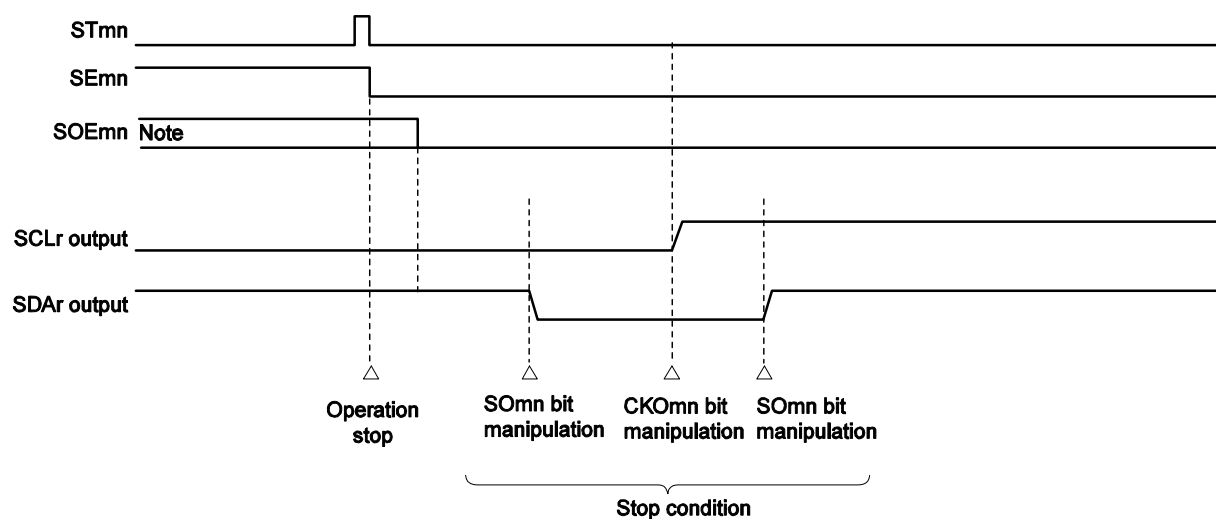 STmn
SEmn
SOEmn Note
SCLr output
SDAr output
Operation
stop
SOmn bit
manipulation
CKOmn bit
manipulation
SOmn bit
manipulation
Stop condition